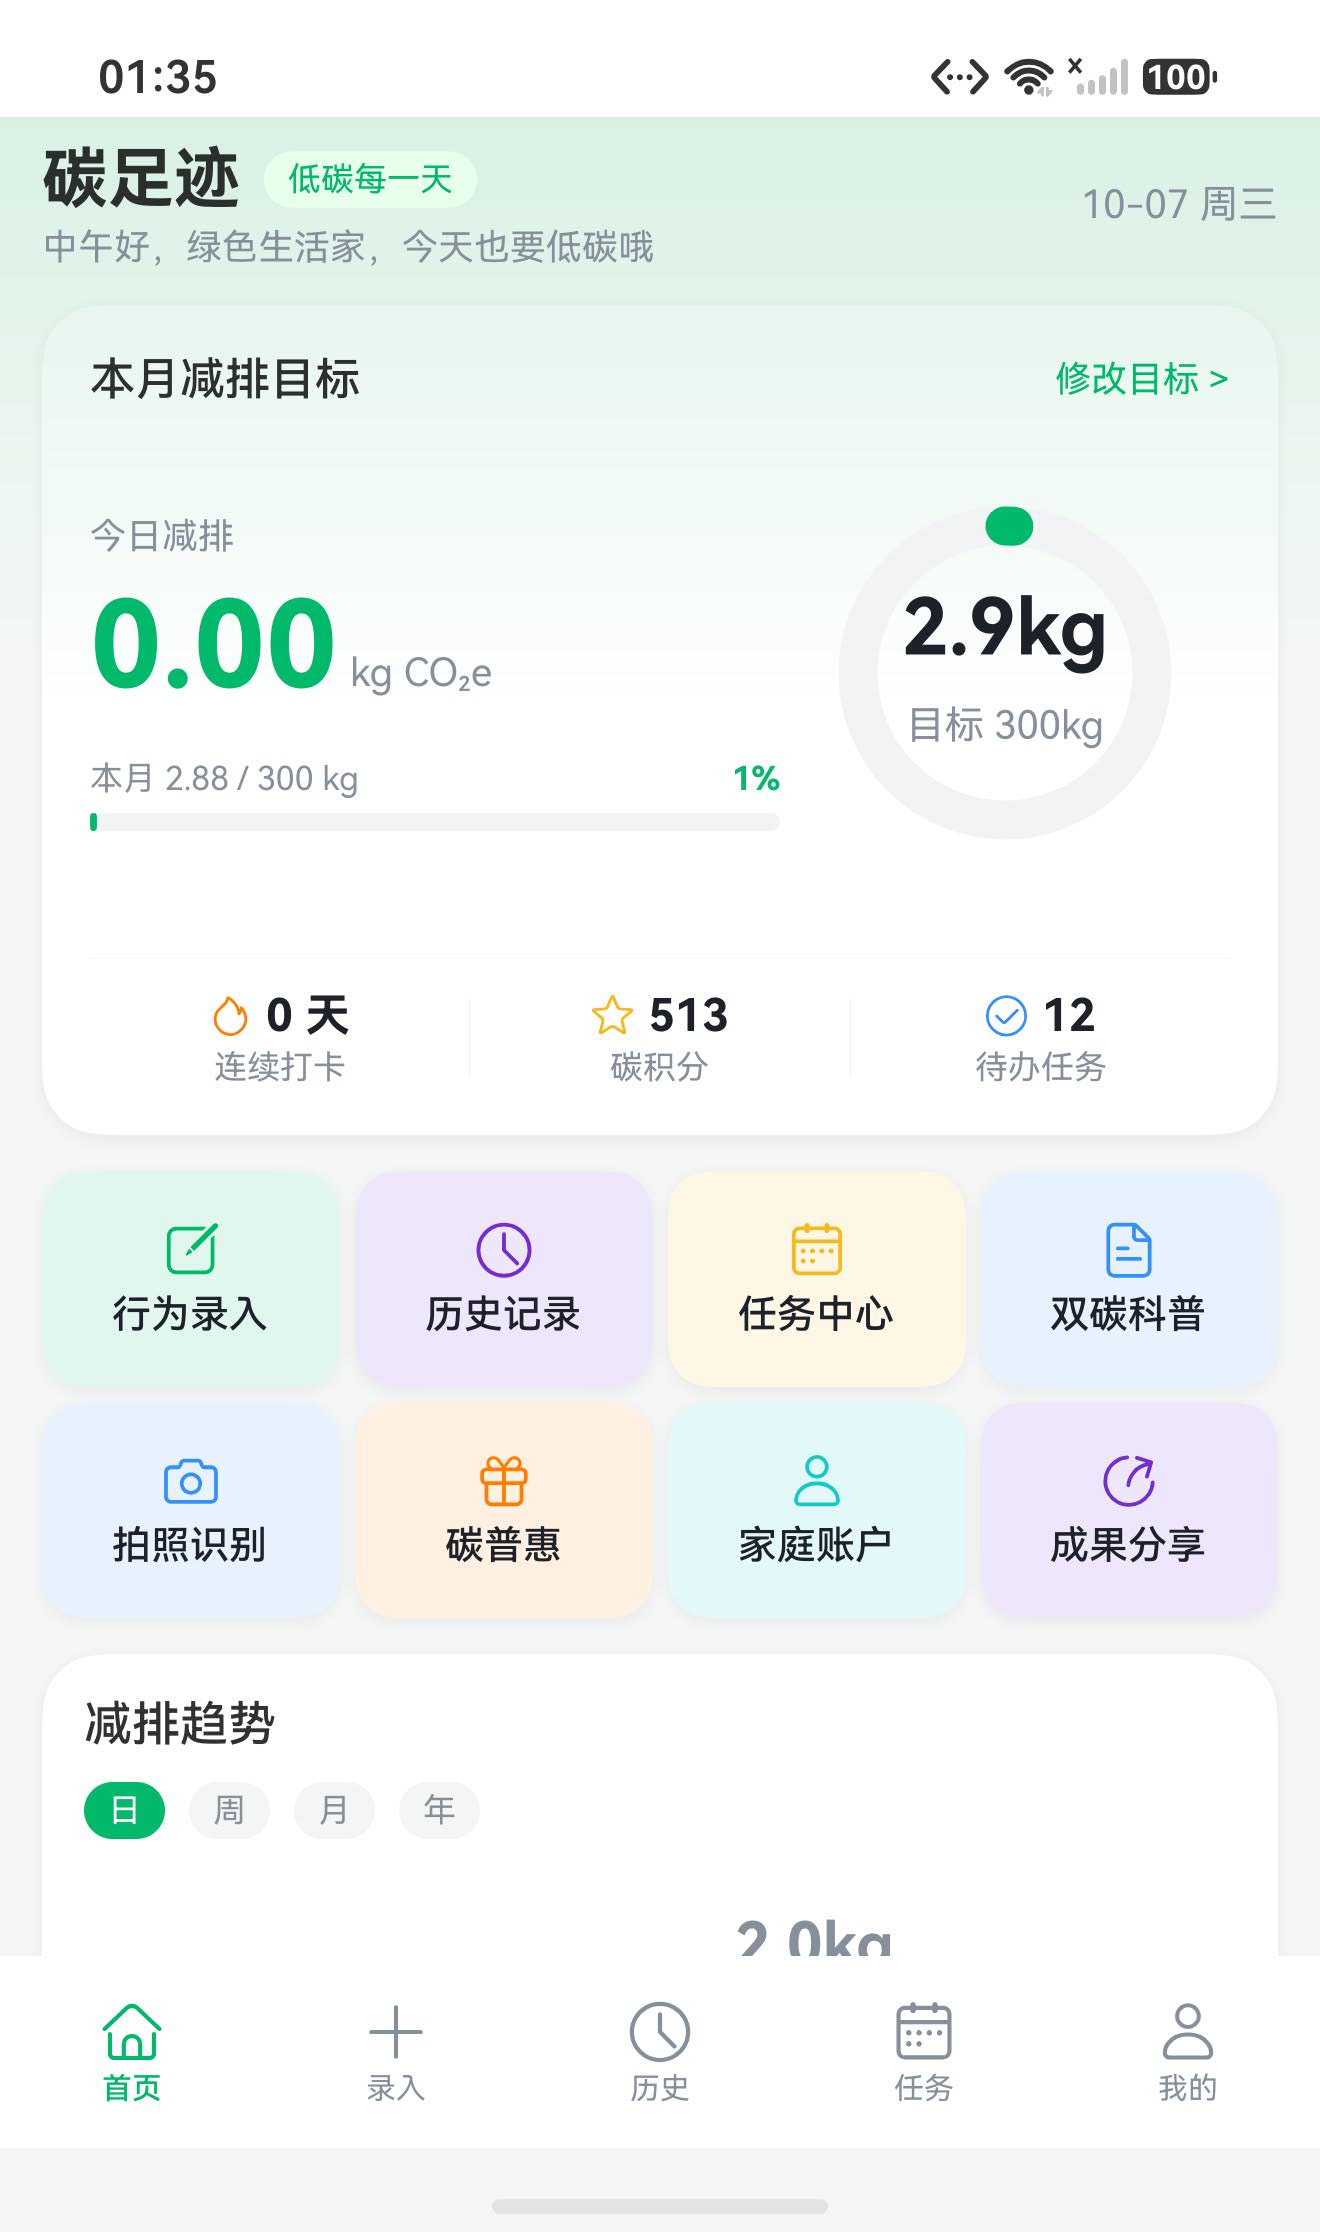 01:35
100
碳足迹 低碳每一天
10-07 周三
中午好，绿色生活家，今天也要低碳哦
本月减排目标 修改目标 >
今日减排
0.00 kg CO₂e
2.9kg
目标 300kg
本月 2.88 / 300 kg 1%
0 天 513 12
连续打卡 碳积分 待办任务
行为录入 历史记录 任务中心 双碳科普
拍照识别 碳普惠 家庭账户 成果分享
减排趋势
日 周 月 年
2.0kg
首页 录入 历史 任务 我的